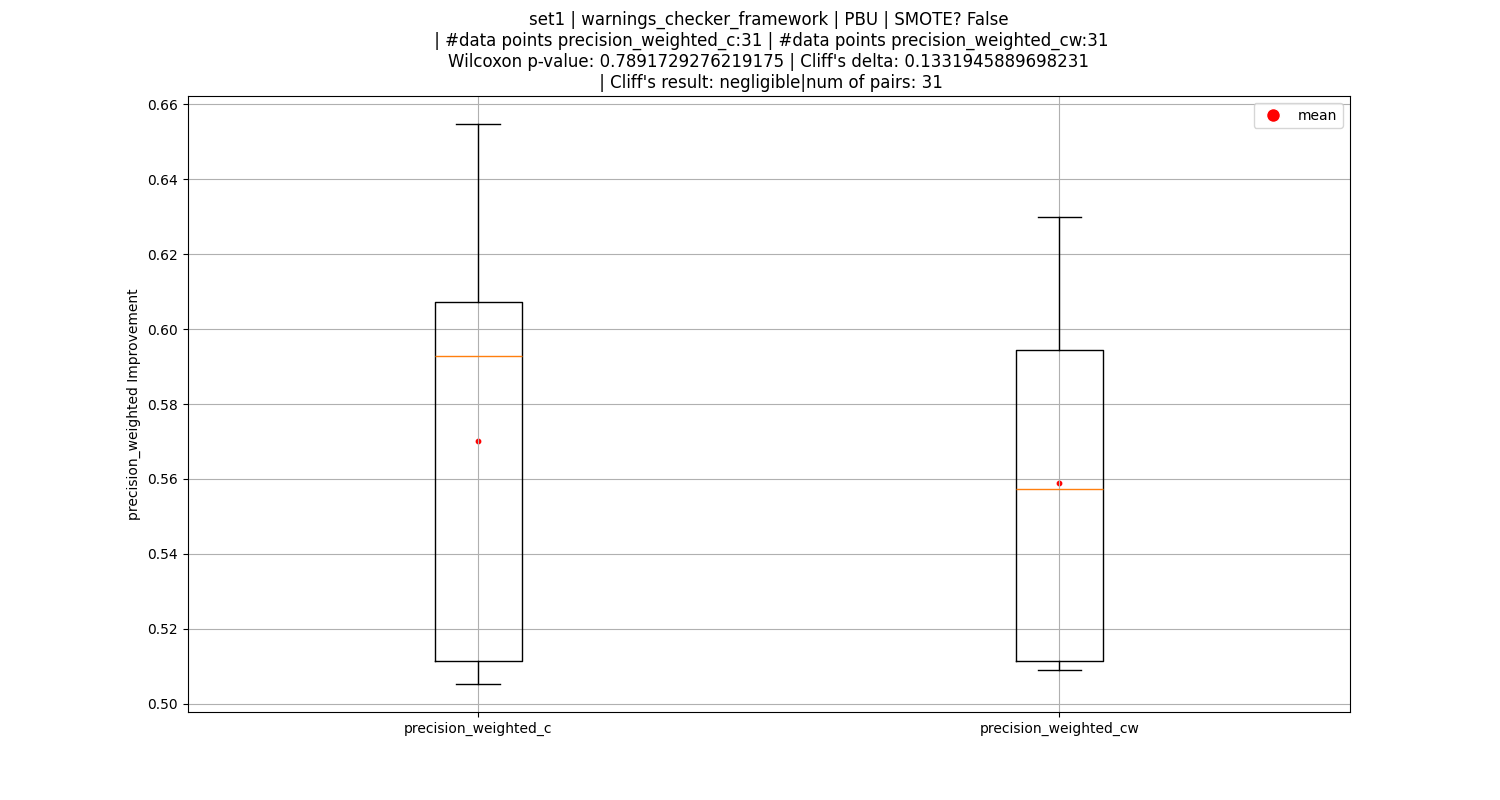 set1 | warnings_checker_framework | PBU | SMOTE? False
| #data points precision_weighted_c:31 | #data points precision_weighted_cw:31
Wilcoxon p-value: 0.7891729276219175 | Cliff's delta: 0.1331945889698231
| Cliff's result: negligible|num of pairs: 31
mean
0.66
0.64
0.62
0.60
0.58
0.56
0.54
0.52
0.50
precision_weighted Improvement
precision_weighted_c
precision_weighted_cw